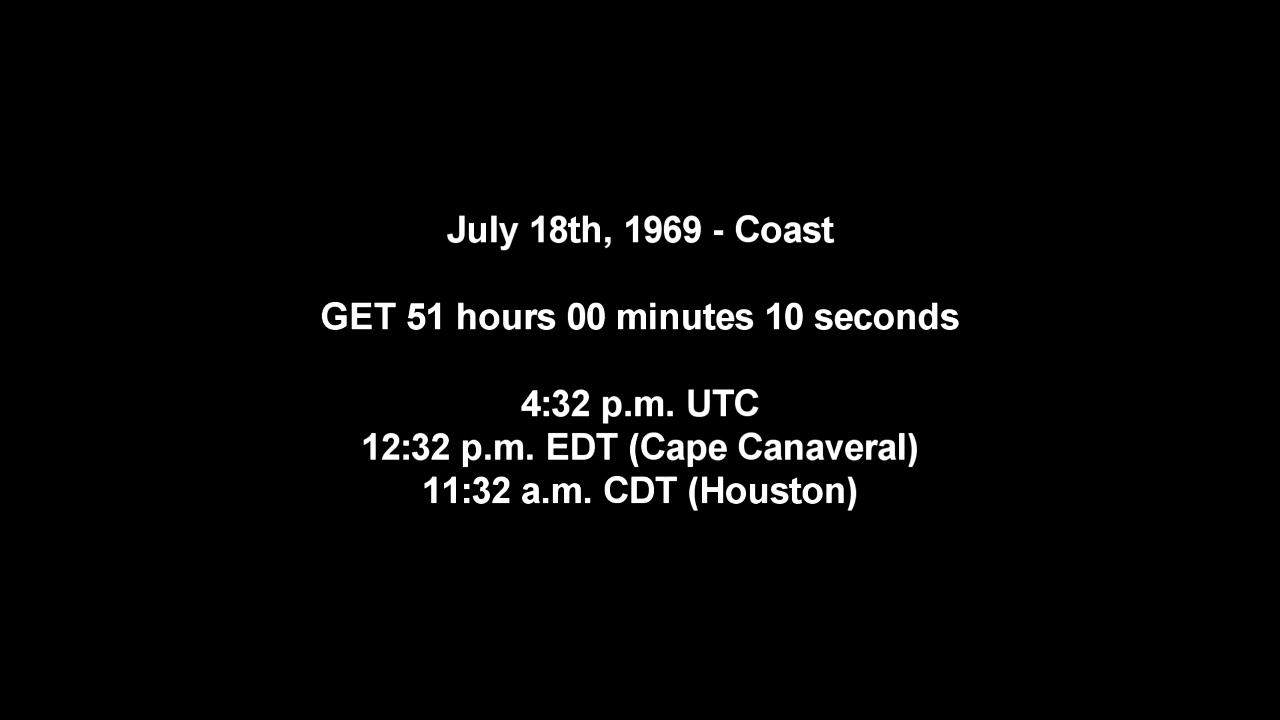 July 18th, 1969 - Coast
GET 51 hours 00 minutes 10 seconds
4:32 p.m. UTC
12:32 p.m. EDT (Cape Canaveral)
11:32 a.m. CDT (Houston)